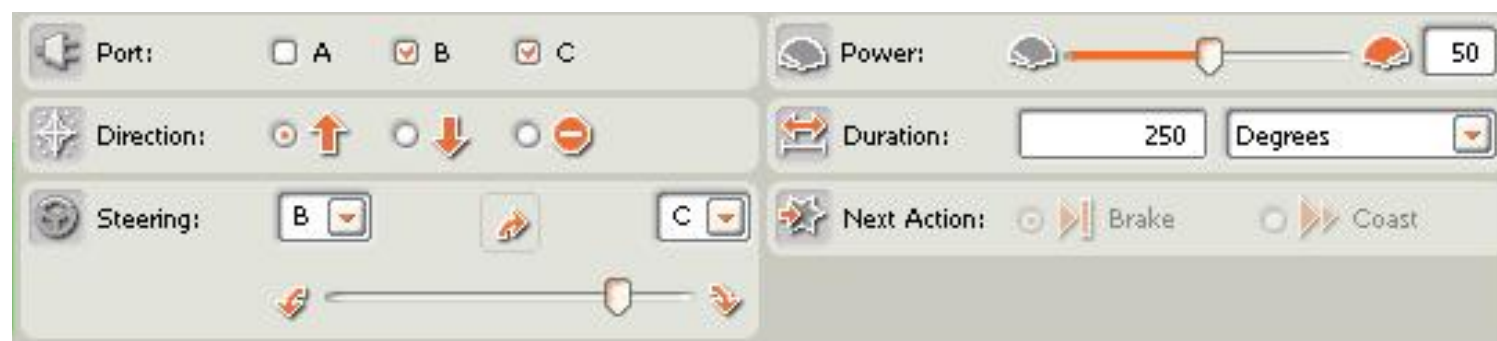 Port: A B C
Direction:
Steering: B C
Power: 50
Duration: 250 Degrees
Next Action: Brake Coast